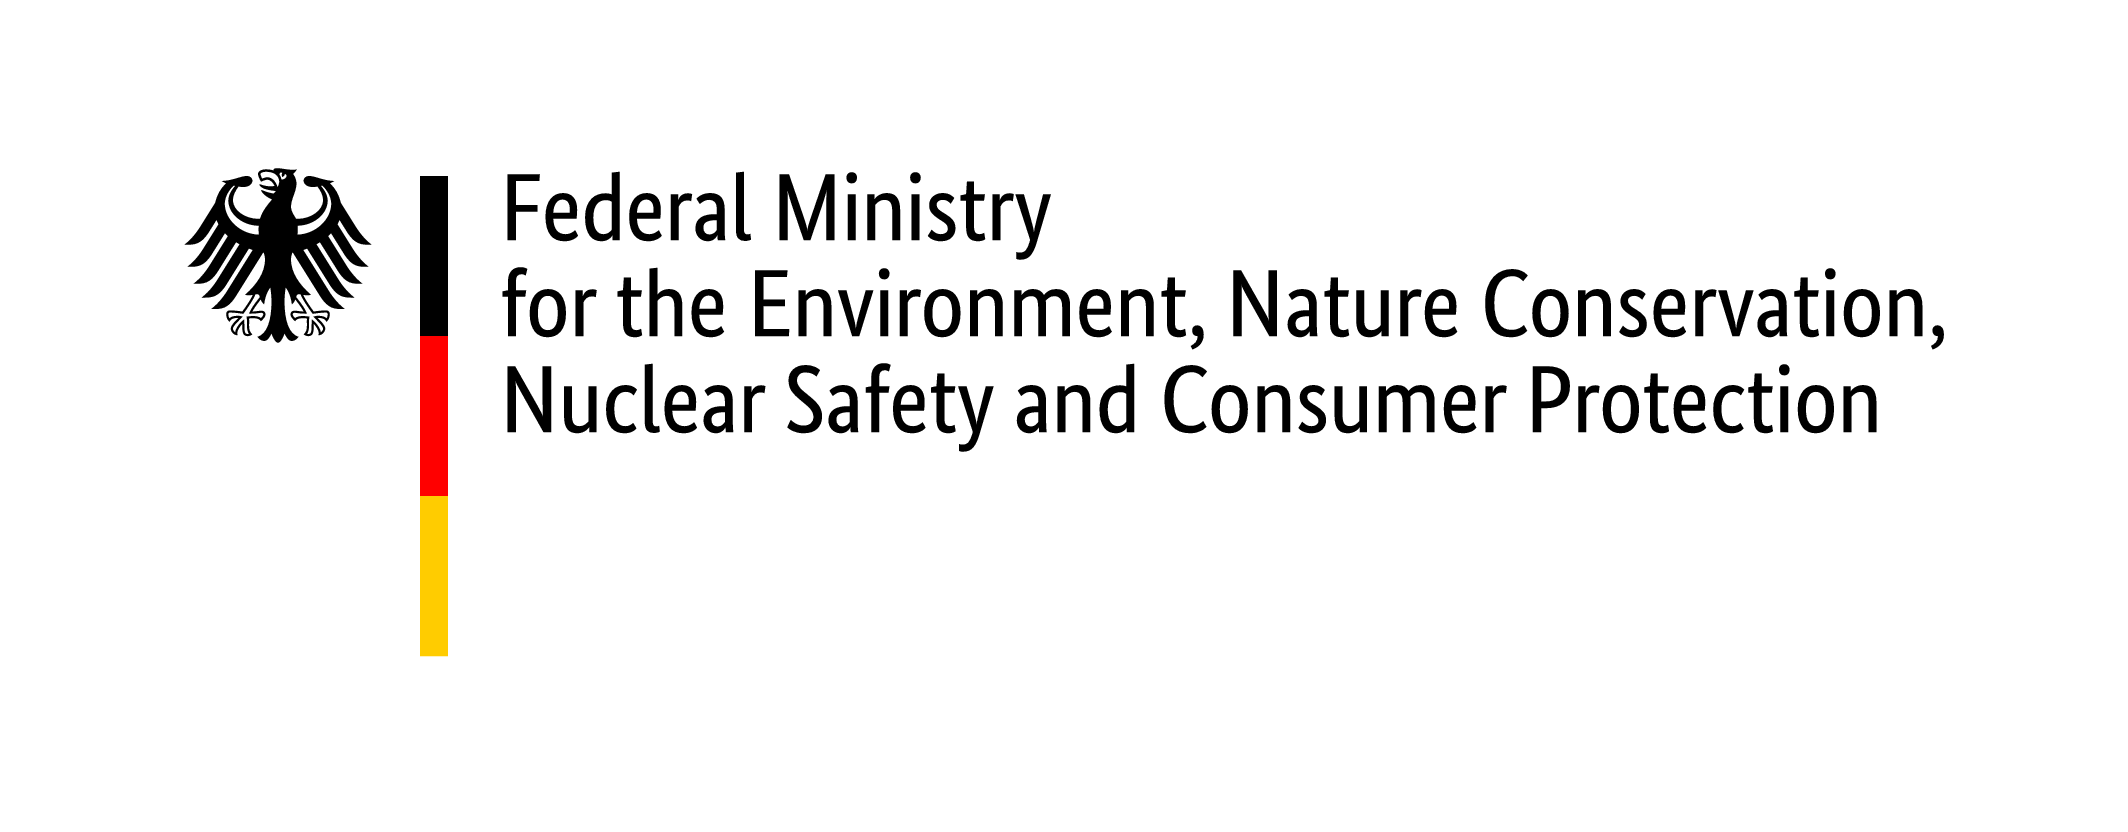 Federal Ministry
for the Environment, Nature Conservation,
Nuclear Safety and Consumer Protection